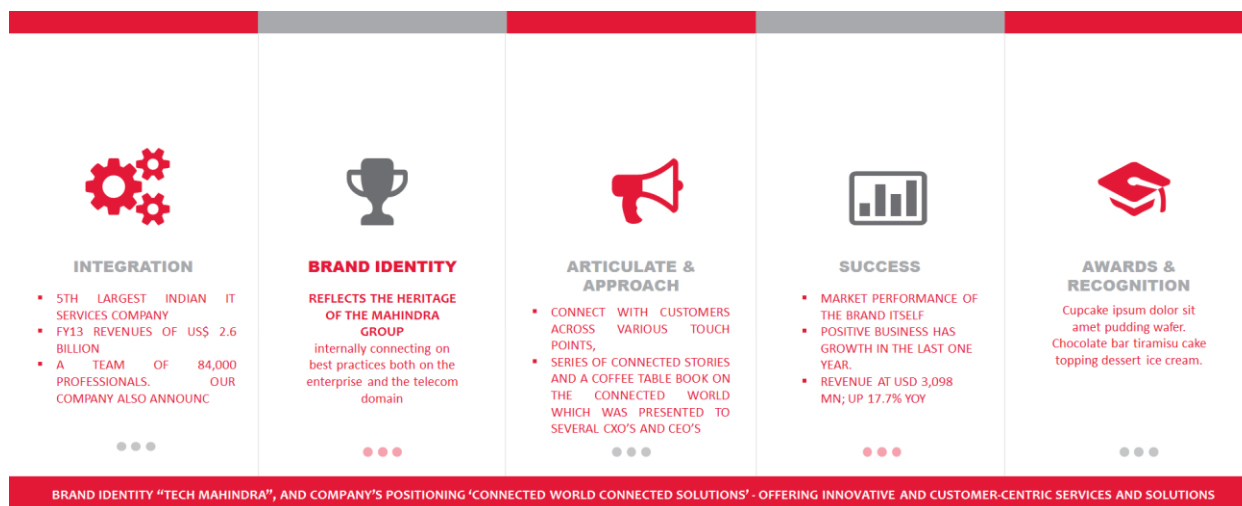 INTEGRATION
5TH LARGEST INDIAN IT
SERVICES COMPANY
FY13 REVENUES OF US$ 2.6
BILLION
A TEAM OF 84,000
PROFESSIONALS. OUR
COMPANY ALSO ANNOUNC
BRAND IDENTITY
REFLECTS THE HERITAGE
OF THE MAHINDRA
GROUP
internally connecting on
best practices both on the
enterprise and the telecom
domain
ARTICULATE &
APPROACH
CONNECT WITH CUSTOMERS
ACROSS VARIOUS TOUCH
POINTS,
SERIES OF CONNECTED STORIES
AND A COFFEE TABLE BOOK ON
THE CONNECTED WORLD
WHICH WAS PRESENTED TO
SEVERAL CXO'S AND CEO'S
SUCCESS
MARKET PERFORMANCE OF
THE BRAND ITSELF
POSITIVE BUSINESS HAS
GROWTH IN THE LAST ONE
YEAR.
REVENUE AT USD 3,098
MN; UP 17.7% YOY
AWARDS &
RECOGNITION
Cupcake ipsum dolor sit
amet pudding wafer.
Chocolate bar tiramisu cake
topping dessert ice cream.
BRAND IDENTITY “TECH MAHINDRA”, AND COMPANY’S POSITIONING ‘CONNECTED WORLD CONNECTED SOLUTIONS’ - OFFERING INNOVATIVE AND CUSTOMER-CENTRIC SERVICES AND SOLUTIONS